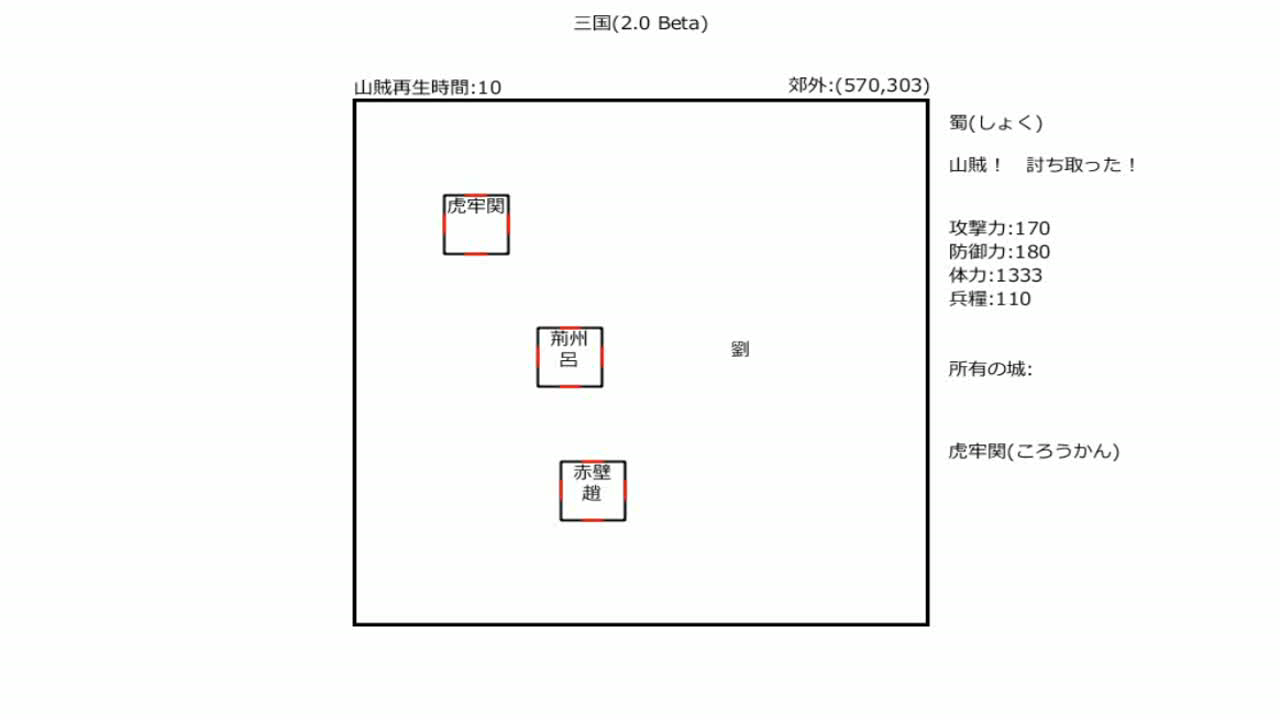 三国(2.0 Beta)
山賊再生時間:10
郊外:(570,303)
蜀(しょく)
山賊！　討ち取った！
攻撃力:170
防御力:180
体力:1333
兵糧:110
所有の城:
虎牢関(ころうかん)
虎牢関
荊州
呂
劉
赤壁
趙